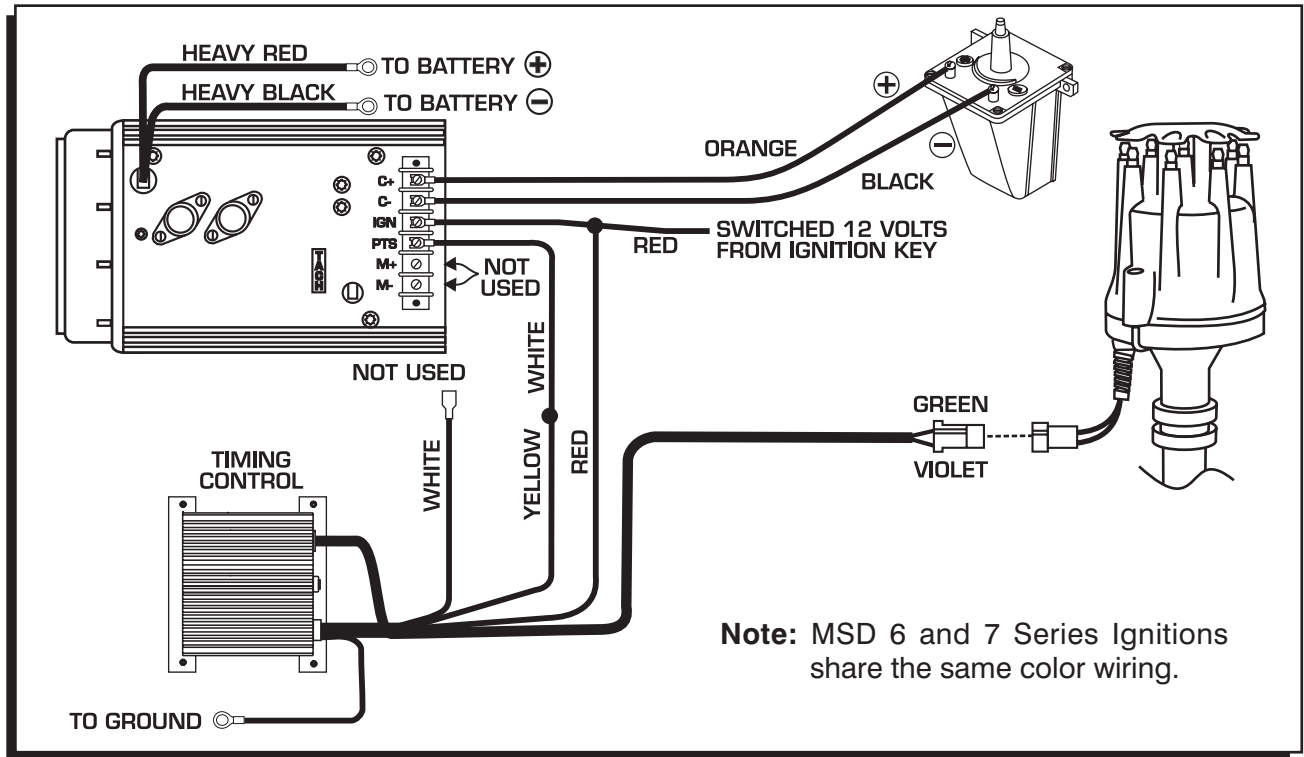 HEAVY RED
TO BATTERY +
HEAVY BLACK
TO BATTERY −
+
ORANGE
−
BLACK
C+
C-
IGN
PTS
M+
M-
TACH
RED
SWITCHED 12 VOLTS
FROM IGNITION KEY
NOT
USED
NOT USED
WHITE
WHITE
YELLOW
RED
GREEN
VIOLET
TIMING
CONTROL
Note: MSD 6 and 7 Series Ignitions
share the same color wiring.
TO GROUND